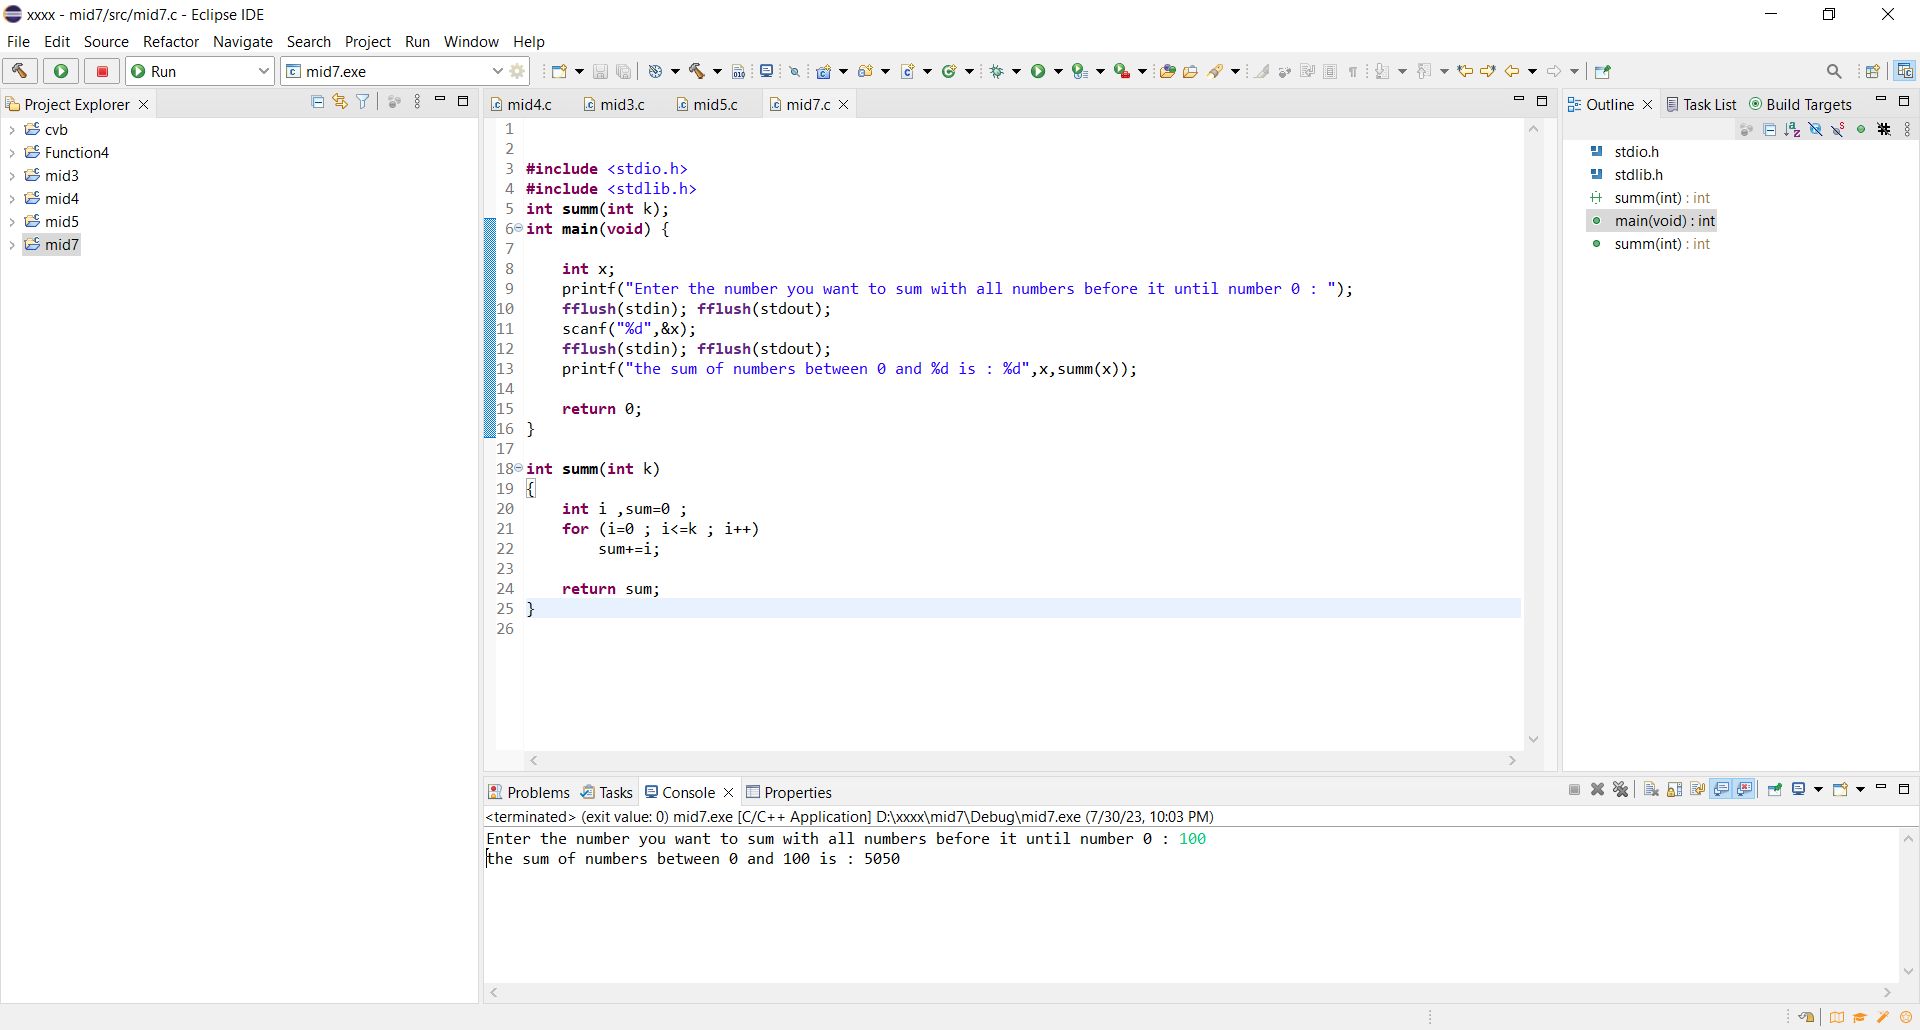 xxxx - mid7/src/mid7.c - Eclipse IDE
File Edit Source Refactor Navigate Search Project Run Window Help
Run mid7.exe
Project Explorer
cvb
Function4
mid3
mid4
mid5
mid7
mid4.c mid3.c mid5.c mid7.c
1
2
3 #include <stdio.h>
4 #include <stdlib.h>
5 int summ(int k);
6 int main(void) {
7
8 int x;
9 printf("Enter the number you want to sum with all numbers before it until number 0 : ");
10 fflush(stdin); fflush(stdout);
11 scanf("%d",&x);
12 fflush(stdin); fflush(stdout);
13 printf("the sum of numbers between 0 and %d is : %d",x,summ(x));
14
15 return 0;
16 }
17
18 int summ(int k)
19 {
20 int i ,sum=0 ;
21 for (i=0 ; i<=k ; i++)
22 sum+=i;
23
24 return sum;
25 }
26
Outline Task List Build Targets
stdio.h
stdlib.h
summ(int) : int
main(void) : int
summ(int) : int
Problems Tasks Console Properties
<terminated> (exit value: 0) mid7.exe [C/C++ Application] D:\xxxx\mid7\Debug\mid7.exe (7/30/23, 10:03 PM)
Enter the number you want to sum with all numbers before it until number 0 : 100
the sum of numbers between 0 and 100 is : 5050